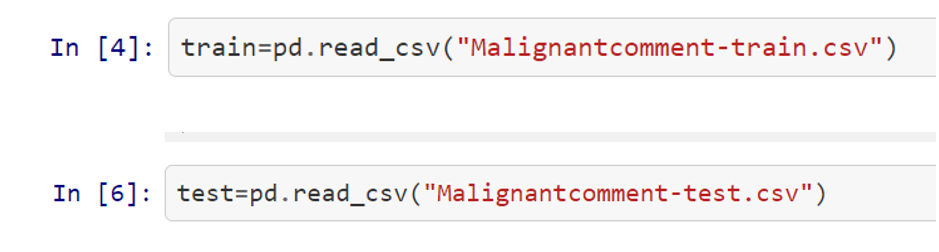 In [4]: train=pd.read_csv("Malignantcomment-train.csv")
In [6]: test=pd.read_csv("Malignantcomment-test.csv")